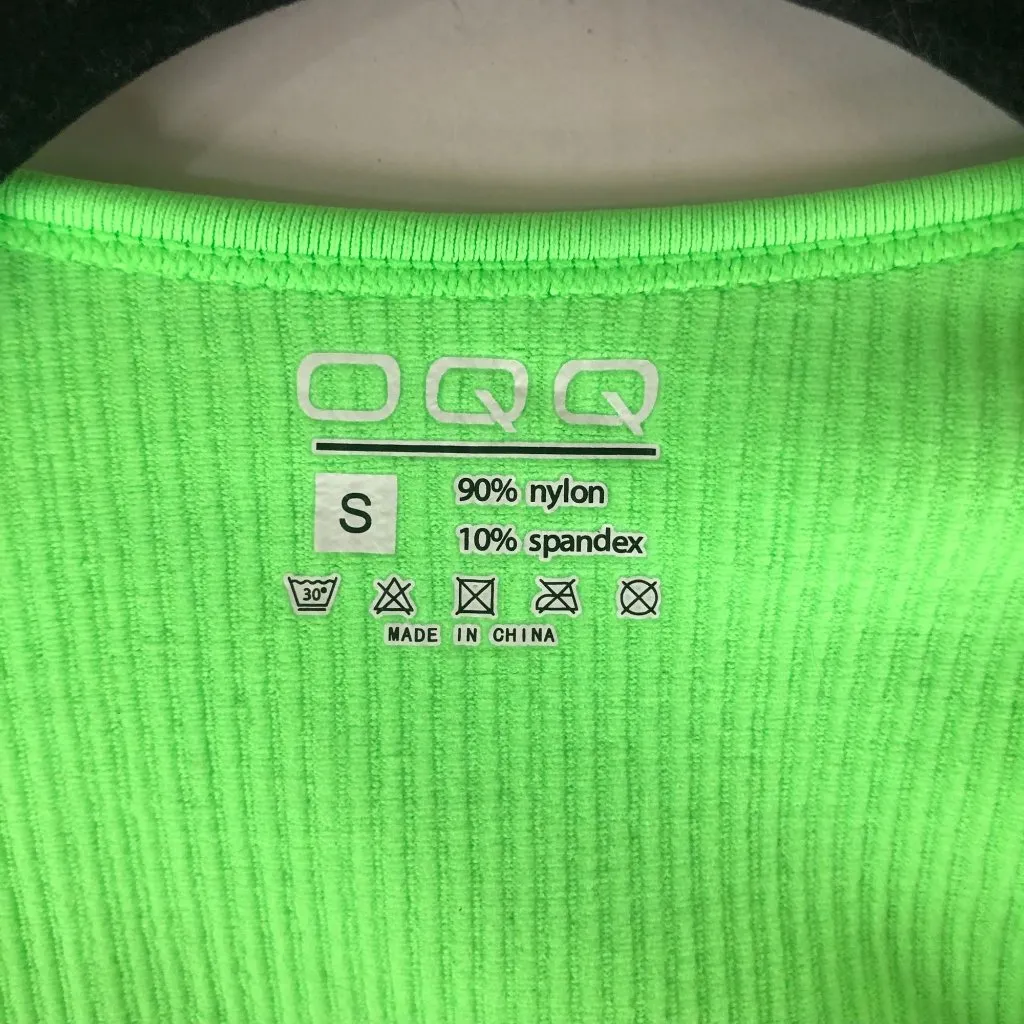 OQQ
S
90% nylon
10% spandex
30°
MADE IN CHINA